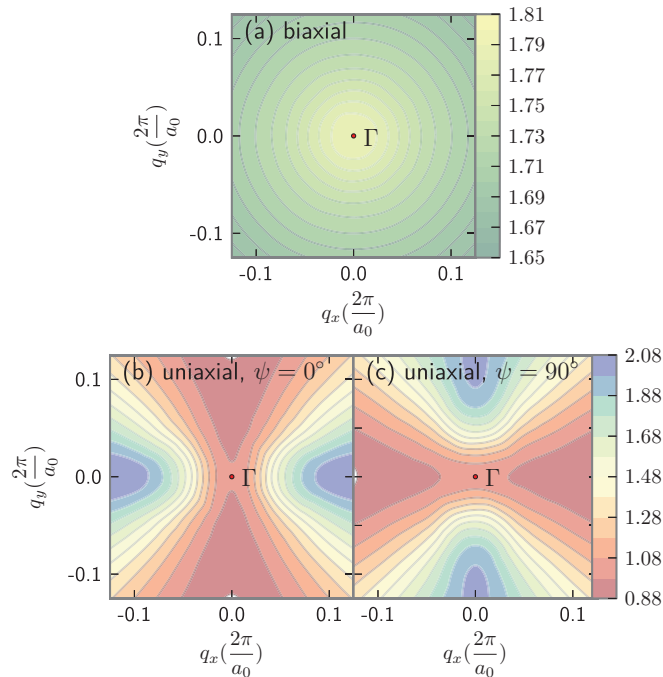 (a) biaxial
0.1
0.0
-0.1
q_y(2π/a_0)
Γ
-0.1 0.0 0.1
q_x(2π/a_0)
1.81
1.79
1.77
1.75
1.73
1.71
1.69
1.67
1.65
(b) uniaxial, ψ = 0°
(c) uniaxial, ψ = 90°
0.1
0.0
-0.1
q_y(2π/a_0)
Γ
Γ
-0.1 0.0 0.1
-0.1 0.0 0.1
q_x(2π/a_0)
q_x(2π/a_0)
2.08
1.88
1.68
1.48
1.28
1.08
0.88